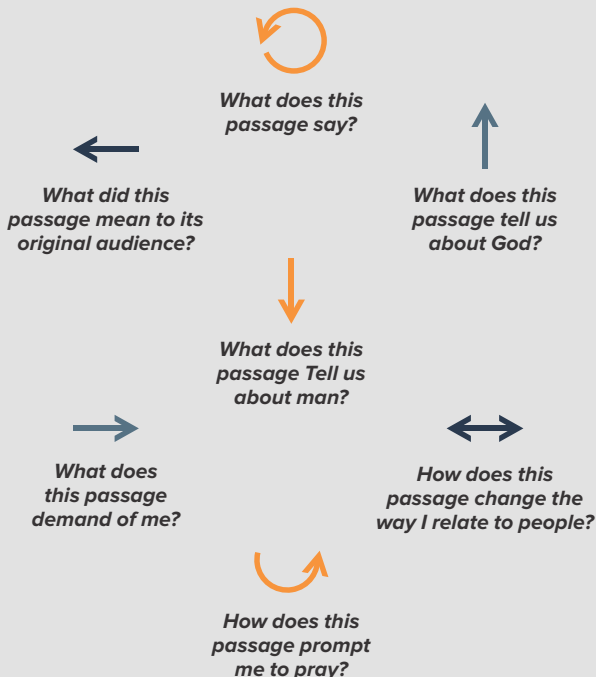 What does this
passage say?
What did this
passage mean to its
original audience?
What does this
passage tell us
about God?
What does this
passage Tell us
about man?
What does
this passage
demand of me?
How does this
passage change the
way I relate to people?
How does this
passage prompt
me to pray?